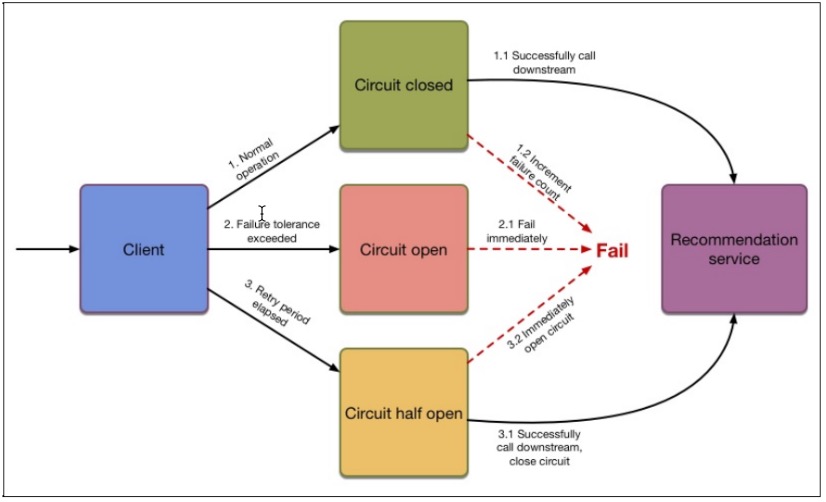 Circuit closed
1.1 Successfully call
downstream
1. Normal
operation
1.2 Increment
failure count
Client
2. Failure tolerance
exceeded
Circuit open
2.1 Fail
immediately
Fail
Recommendation
service
3. Retry period
elapsed
3.2 Immediately
open circuit
Circuit half open
3.1 Successfully
call downstream,
close circuit